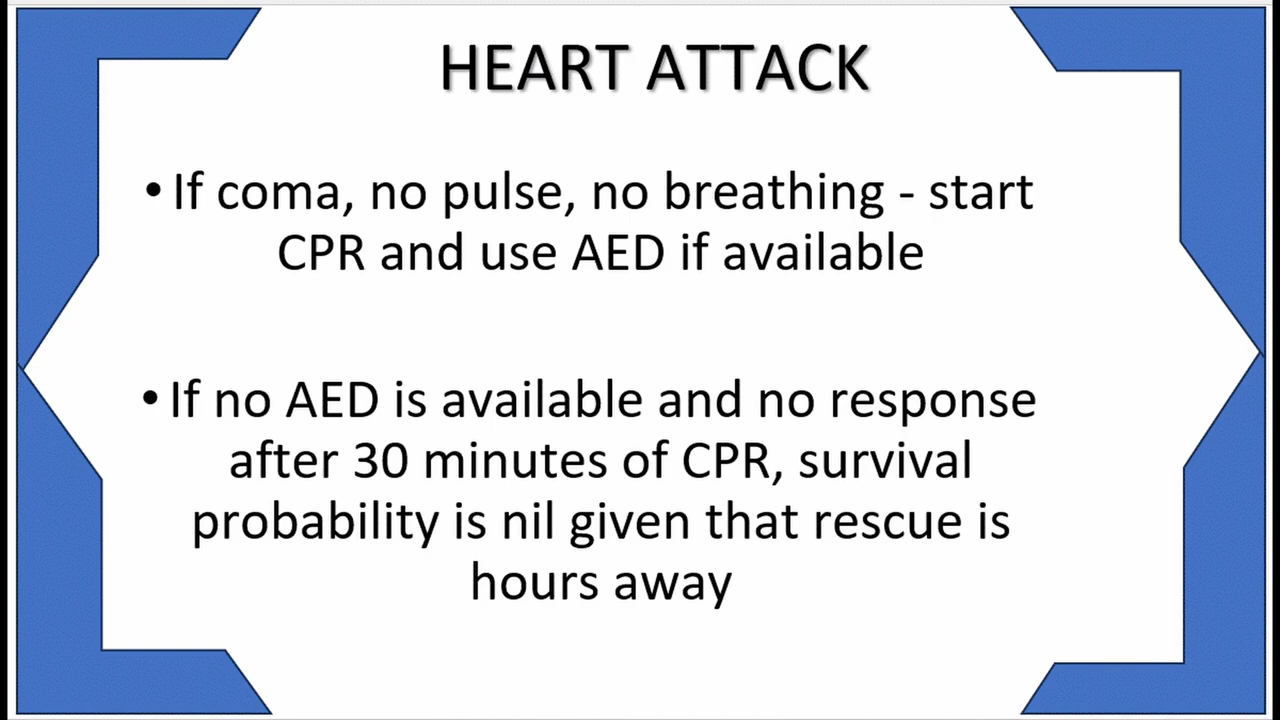 HEART ATTACK
• If coma, no pulse, no breathing - start
CPR and use AED if available
• If no AED is available and no response
after 30 minutes of CPR, survival
probability is nil given that rescue is
hours away